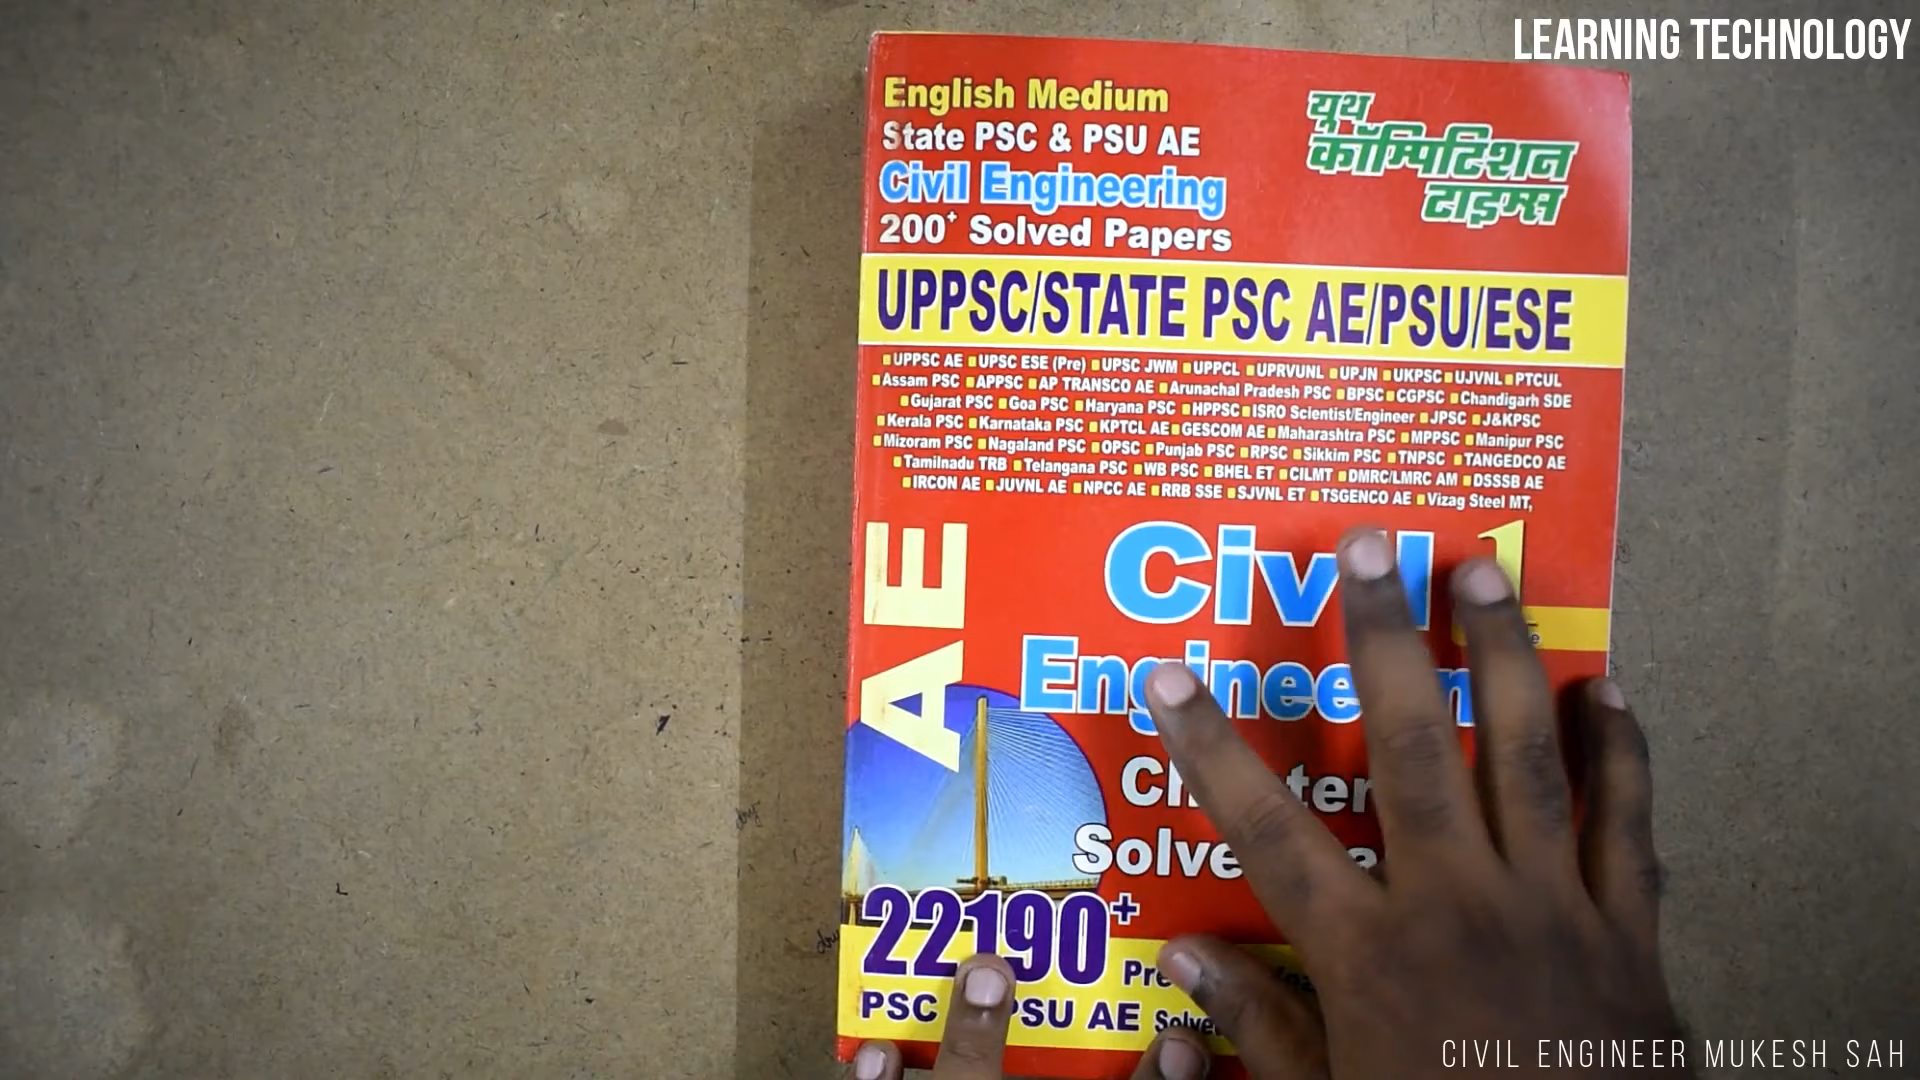 LEARNING TECHNOLOGY
English Medium
State PSC & PSU AE
Civil Engineering
200+ Solved Papers
यूथ
कॉम्पिटिशन
टाइम्स
UPPSC/STATE PSC AE/PSU/ESE
UPPSC AE UPSC ESE (Pre) UPSC JWM UPPCL UPRVUNL UPJN UKPSC UJVNL PTCUL
Assam PSC APPSC AP TRANSCO AE Arunachal Pradesh PSC BPSC CGPSC Chandigarh SDE
Gujarat PSC Goa PSC Haryana PSC HPPSC ISRO Scientist/Engineer JPSC J&KPSC
Kerala PSC Karnataka PSC KPTCL AE GESCOM AE Maharashtra PSC MPPSC Manipur PSC
Mizoram PSC Nagaland PSC OPSC Punjab PSC RPSC Sikkim PSC TNPSC TANGEDCO AE
Tamilnadu TRB Telangana PSC WB PSC BHEL ET CILMT DMRC/LMRC AM DSSSB AE
IRCON AE JUVNL AE NPCC AE RRB SSE SJVNL ET TSGENCO AE Vizag Steel MT,
AE
Civil 1
22190+
PSC PSU AE
CIVIL ENGINEER MUKESH SAH